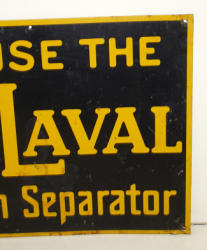 USE THE
LAVAL
n Separator